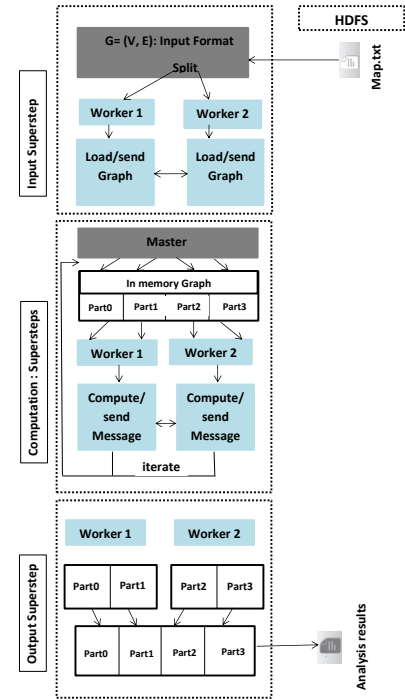 HDFS
G= (V, E): Input Format
Split
Map.txt
Worker 1
Worker 2
Load/send
Graph
Load/send
Graph
Input Superstep
Master
In memory Graph
Part0
Part1
Part2
Part3
Worker 1
Worker 2
Compute/
send
Message
Compute/
send
Message
iterate
Computation : Supersteps
Worker 1
Worker 2
Part0
Part1
Part2
Part3
Part0
Part1
Part2
Part3
Output Superstep
Analysis results